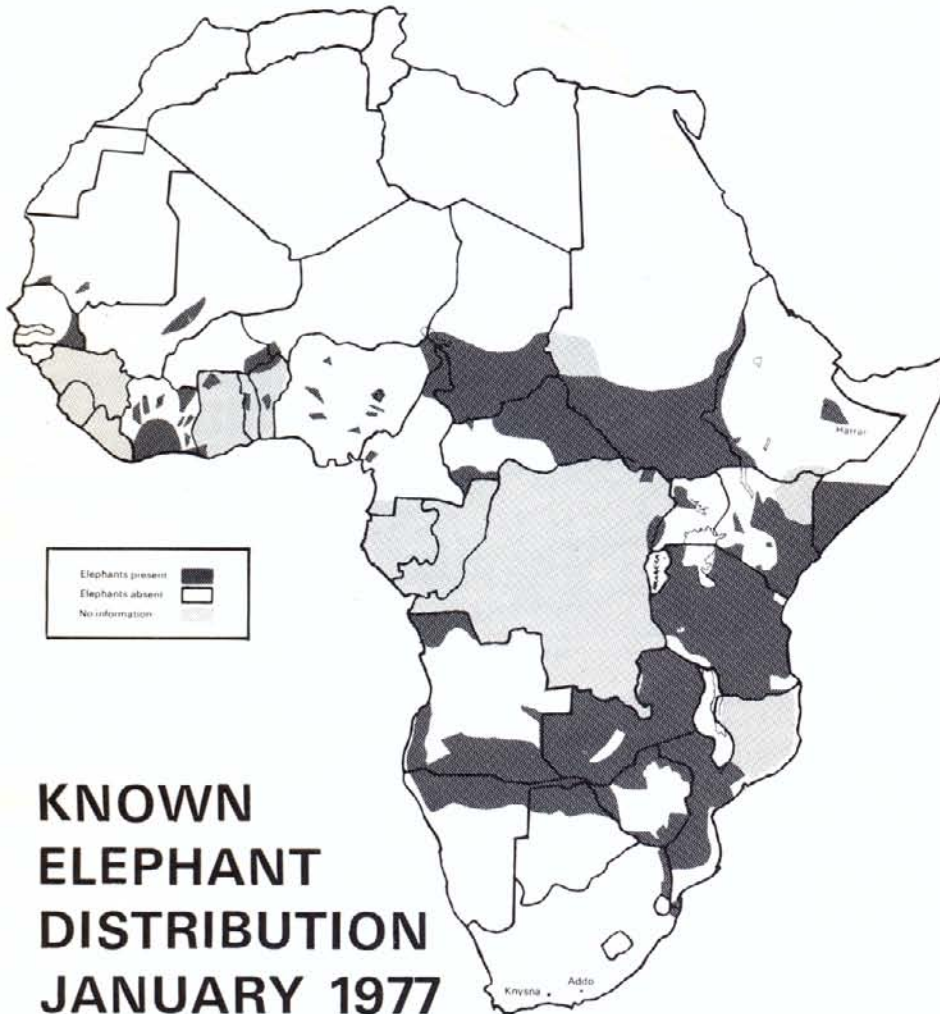 Harrar
Elephants present
Elephants absent
No information
KNOWN
ELEPHANT
DISTRIBUTION
JANUARY 1977
Knysna
Addo